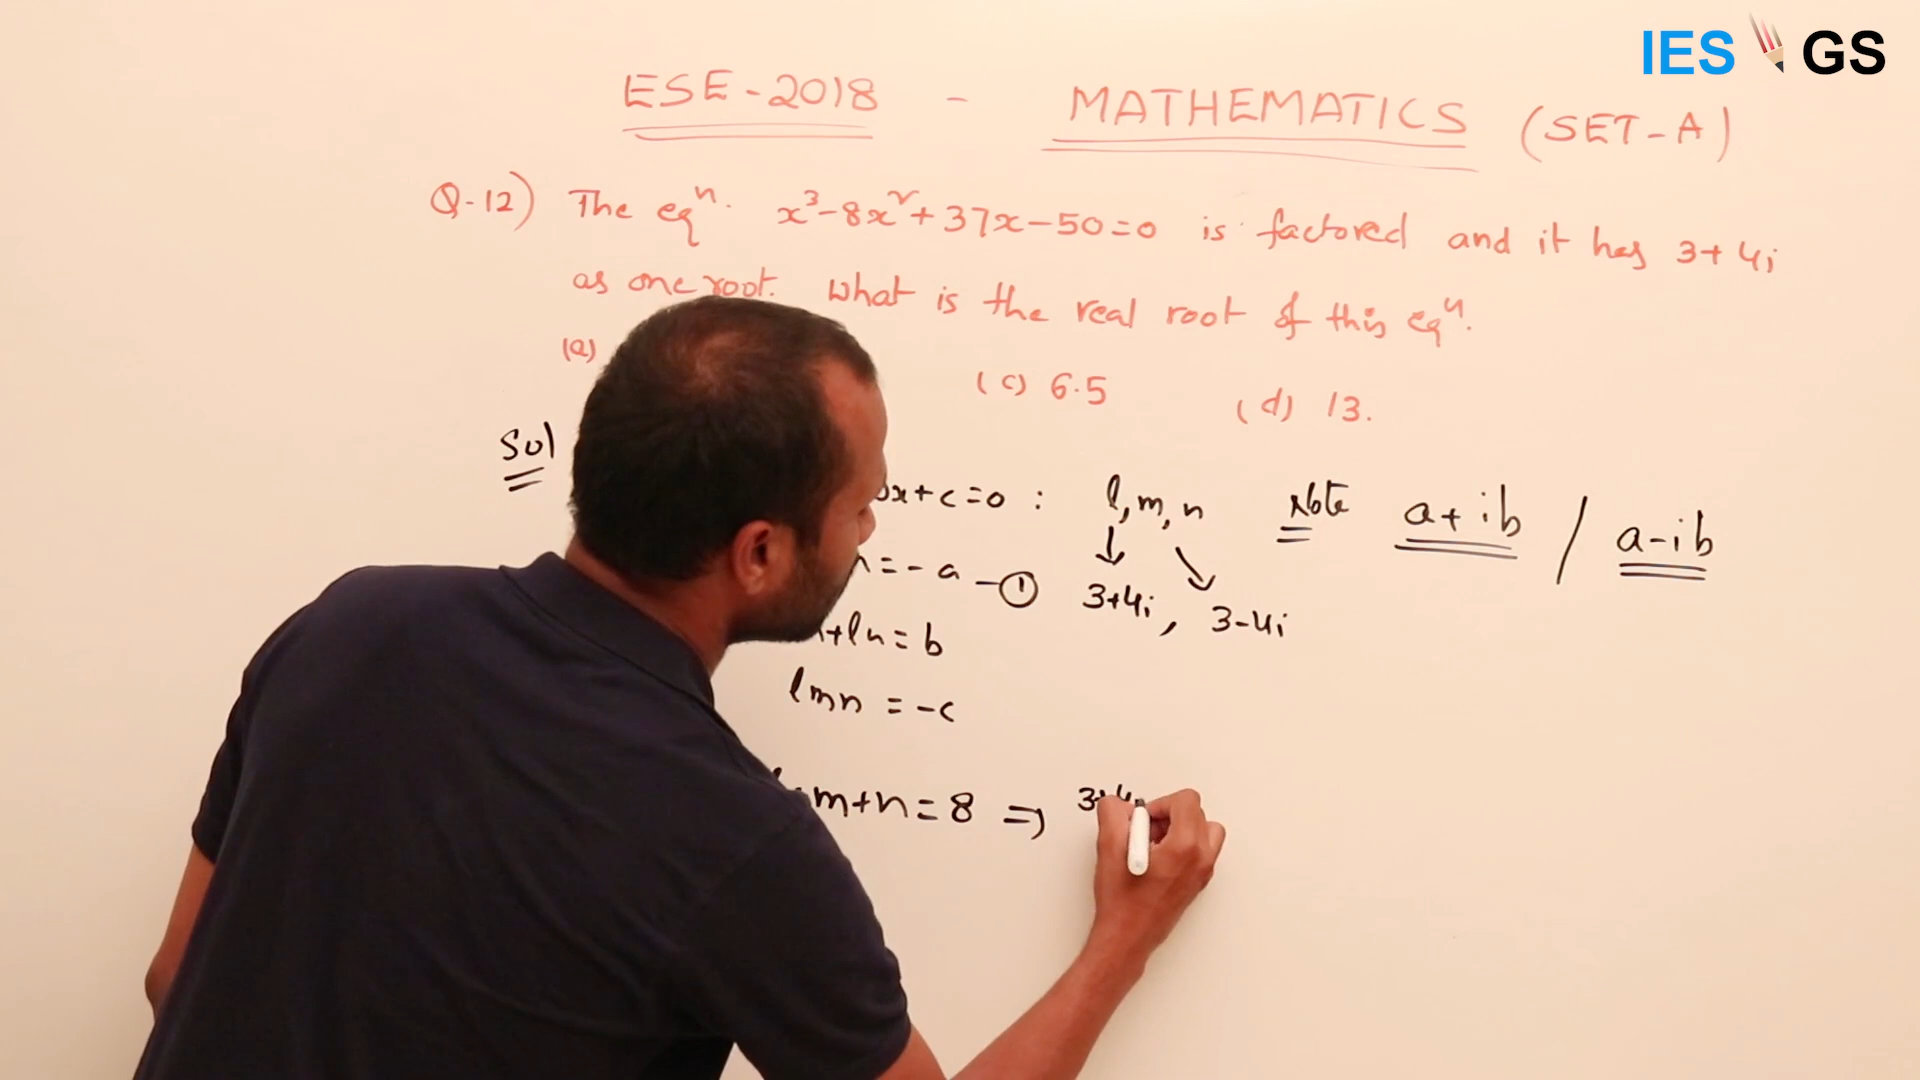 IES GS
ESE-2018 - MATHEMATICS (SET-A)
Q-12) The eqⁿ. x³-8x²+37x-50=0 is factored and it has 3+4i
as one root. What is the real root of this eqⁿ.
(a) (c) 6.5 (d) 13.
Sol x+c=0 : l, m, n Note a+ib / a-ib
=-a -① 3+4i, 3-4i
+ln=b
lmn = -c
m+n=8 ⇒ 3+4